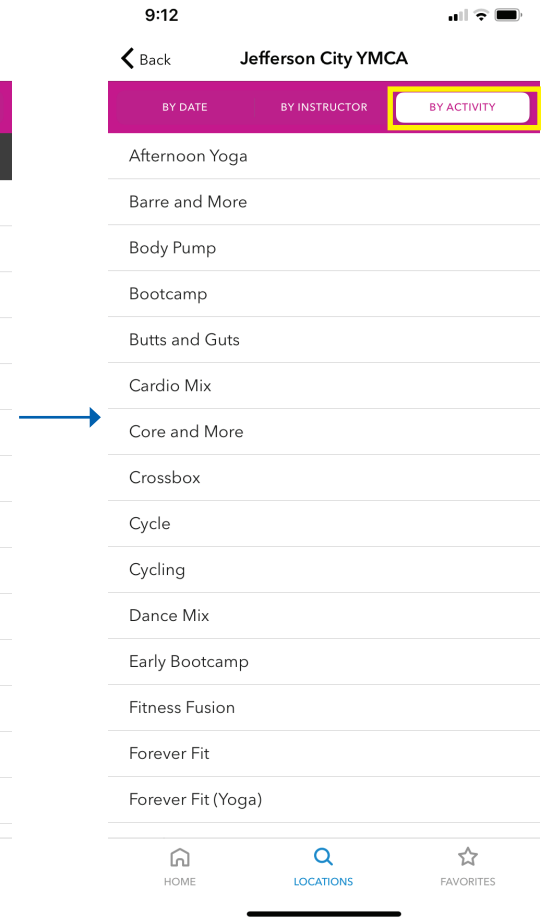 9:12
Back
Jefferson City YMCA
BY DATE
BY INSTRUCTOR
BY ACTIVITY
Afternoon Yoga
Barre and More
Body Pump
Bootcamp
Butts and Guts
Cardio Mix
Core and More
Crossbox
Cycle
Cycling
Dance Mix
Early Bootcamp
Fitness Fusion
Forever Fit
Forever Fit (Yoga)
HOME
LOCATIONS
FAVORITES